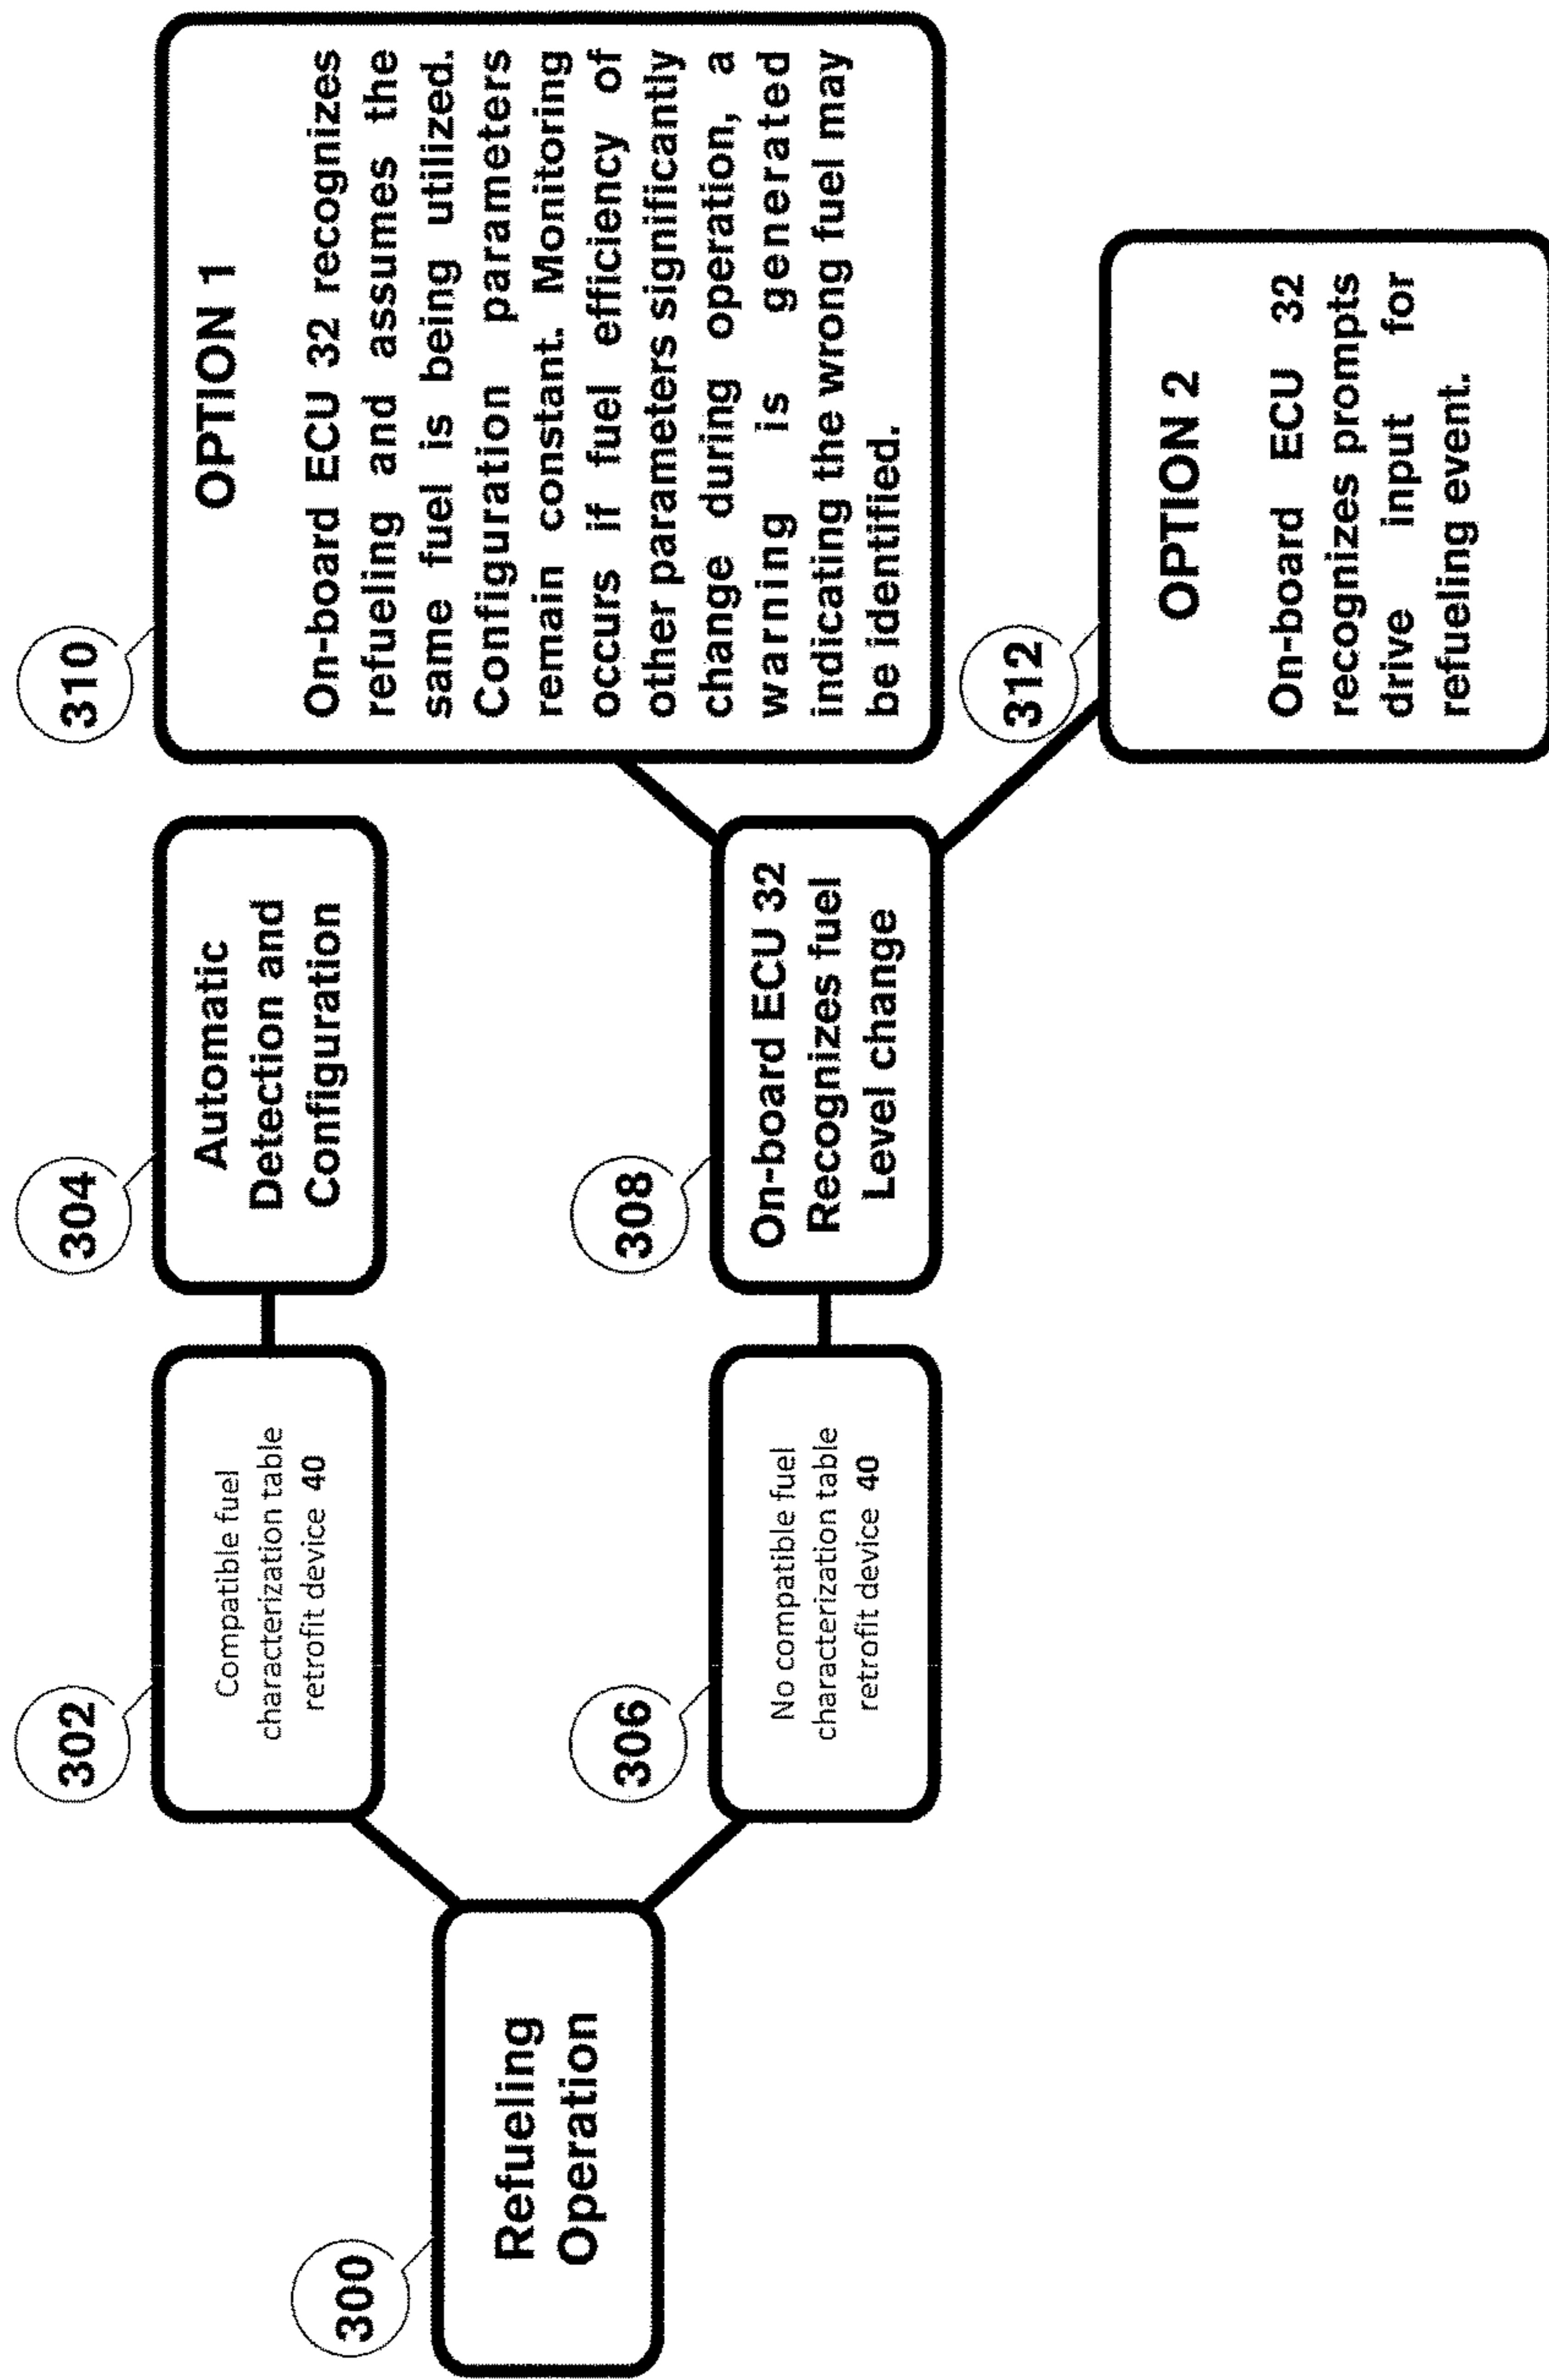 300
Refueling
Operation
302
Compatible fuel
characterization table
retrofit device 40
304
Automatic
Detection and
Configuration
306
No compatible fuel
characterization table
retrofit device 40
308
On-board ECU 32
Recognizes fuel
Level change
310
OPTION 1
On-board ECU 32 recognizes
refueling and assumes the
same fuel is being utilized.
Configuration parameters
remain constant. Monitoring
occurs if fuel efficiency of
other parameters significantly
change during operation, a
warning is generated
indicating the wrong fuel may
be identified.
312
OPTION 2
On-board ECU 32
recognizes prompts
drive input for
refueling event.